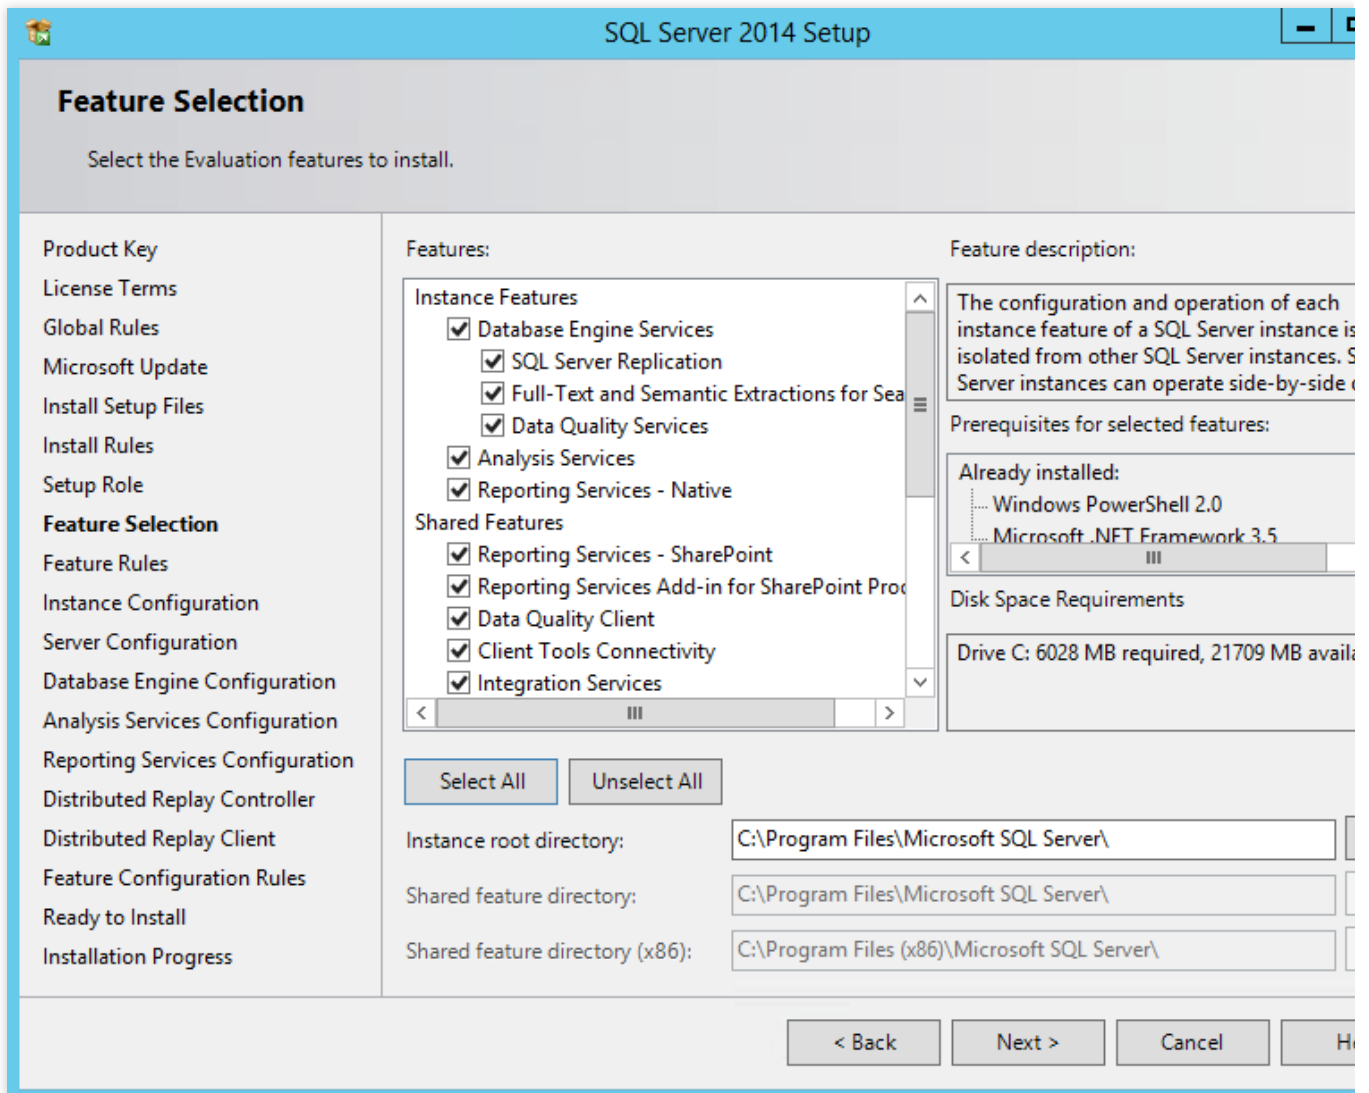 SQL Server 2014 Setup
Feature Selection
Select the Evaluation features to install.
Product Key
License Terms
Global Rules
Microsoft Update
Install Setup Files
Install Rules
Setup Role
Feature Selection
Feature Rules
Instance Configuration
Server Configuration
Database Engine Configuration
Analysis Services Configuration
Reporting Services Configuration
Distributed Replay Controller
Distributed Replay Client
Feature Configuration Rules
Ready to Install
Installation Progress
Features:
Instance Features
Database Engine Services
SQL Server Replication
Full-Text and Semantic Extractions for Sea
Data Quality Services
Analysis Services
Reporting Services - Native
Shared Features
Reporting Services - SharePoint
Reporting Services Add-in for SharePoint Proc
Data Quality Client
Client Tools Connectivity
Integration Services
Select All
Unselect All
Feature description:
The configuration and operation of each
instance feature of a SQL Server instance is
isolated from other SQL Server instances. S
Server instances can operate side-by-side
Prerequisites for selected features:
Already installed:
Windows PowerShell 2.0
Microsoft .NET Framework 3.5
Disk Space Requirements
Drive C: 6028 MB required, 21709 MB availa
Instance root directory:
C:\Program Files\Microsoft SQL Server\
Shared feature directory:
C:\Program Files\Microsoft SQL Server\
Shared feature directory (x86):
C:\Program Files (x86)\Microsoft SQL Server\
< Back
Next >
Cancel
He